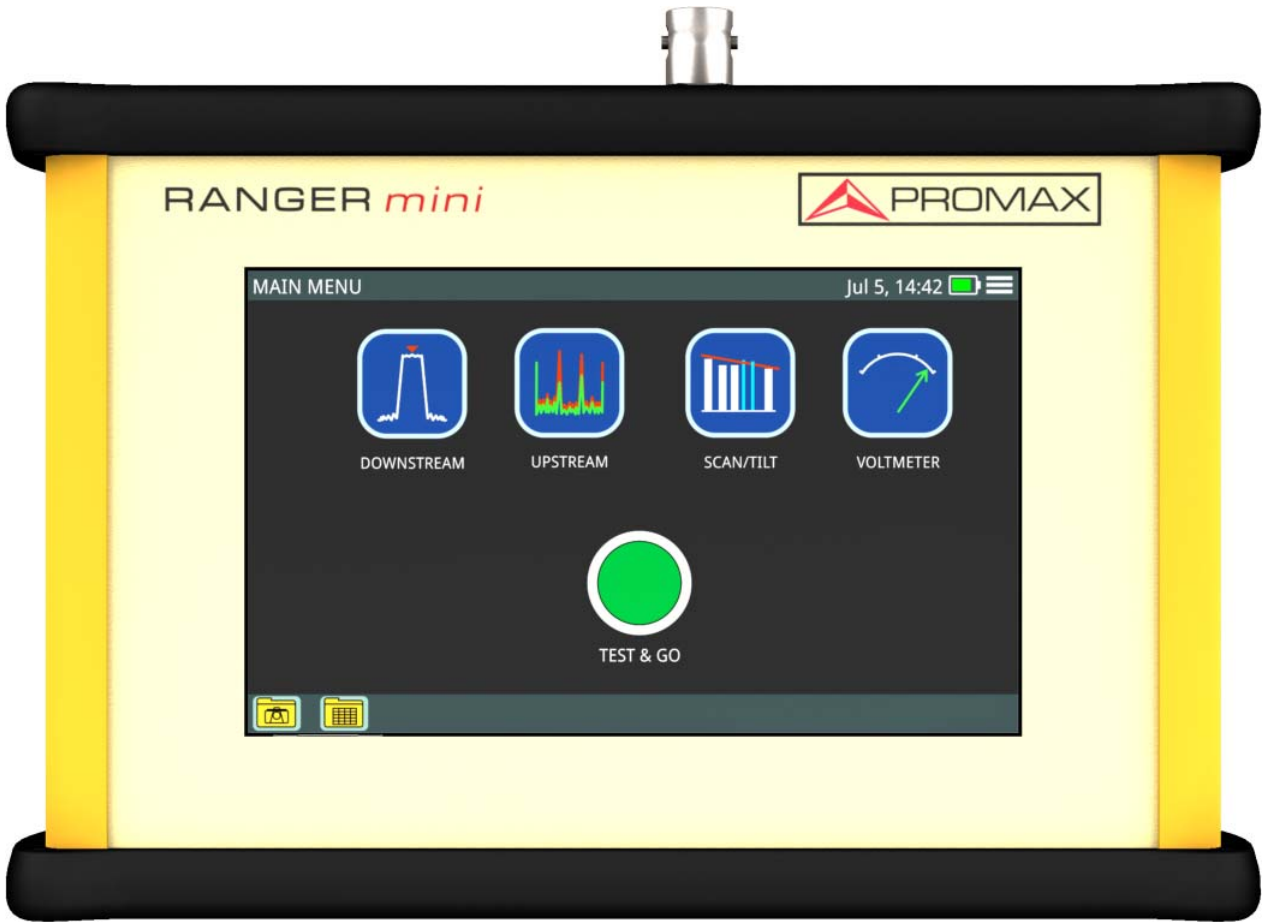 RANGER mini
PROMAX
MAIN MENU
Jul 5, 14:42
DOWNSTREAM
UPSTREAM
SCAN/TILT
VOLTMETER
TEST & GO